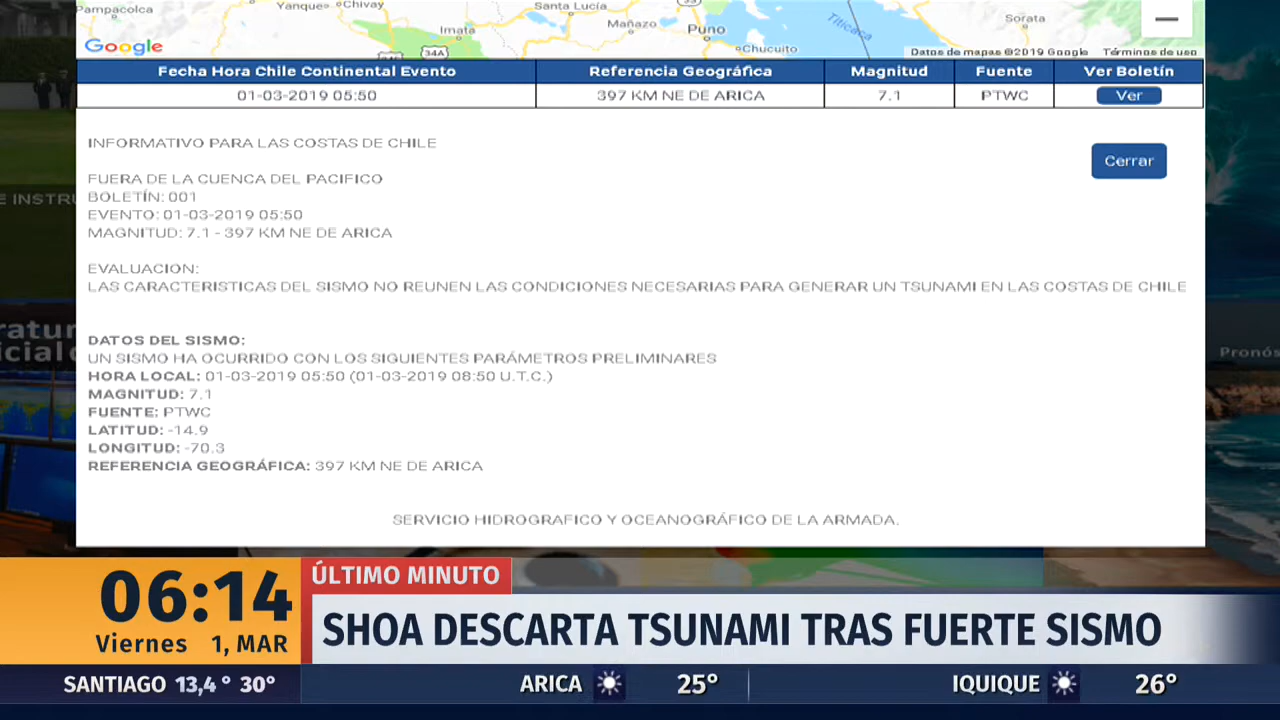 Pampacolca
Yanque
Chivay
Santa Lucía
Imata
Mañazo
Puno
Titicaca
Sorata
Chucuito
34A
Google
Datos de mapas ©2019 Google Términos de uso
Fecha Hora Chile Continental Evento Referencia Geográfica Magnitud Fuente Ver Boletín
01-03-2019 05:50 397 KM NE DE ARICA 7.1 PTWC Ver
INFORMATIVO PARA LAS COSTAS DE CHILE
Cerrar
FUERA DE LA CUENCA DEL PACIFICO
BOLETÍN: 001
EVENTO: 01-03-2019 05:50
MAGNITUD: 7.1 - 397 KM NE DE ARICA
EVALUACION:
LAS CARACTERISTICAS DEL SISMO NO REUNEN LAS CONDICIONES NECESARIAS PARA GENERAR UN TSUNAMI EN LAS COSTAS DE CHILE
DATOS DEL SISMO:
UN SISMO HA OCURRIDO CON LOS SIGUIENTES PARÁMETROS PRELIMINARES
HORA LOCAL: 01-03-2019 05:50 (01-03-2019 08:50 U.T.C.)
MAGNITUD: 7.1
FUENTE: PTWC
LATITUD: -14.9
LONGITUD: -70.3
REFERENCIA GEOGRÁFICA: 397 KM NE DE ARICA
SERVICIO HIDROGRAFICO Y OCEANOGRÁFICO DE LA ARMADA.
06:14
Viernes 1, MAR
ÚLTIMO MINUTO
SHOA DESCARTA TSUNAMI TRAS FUERTE SISMO
SANTIAGO 13,4° 30° ARICA 25° IQUIQUE 26°